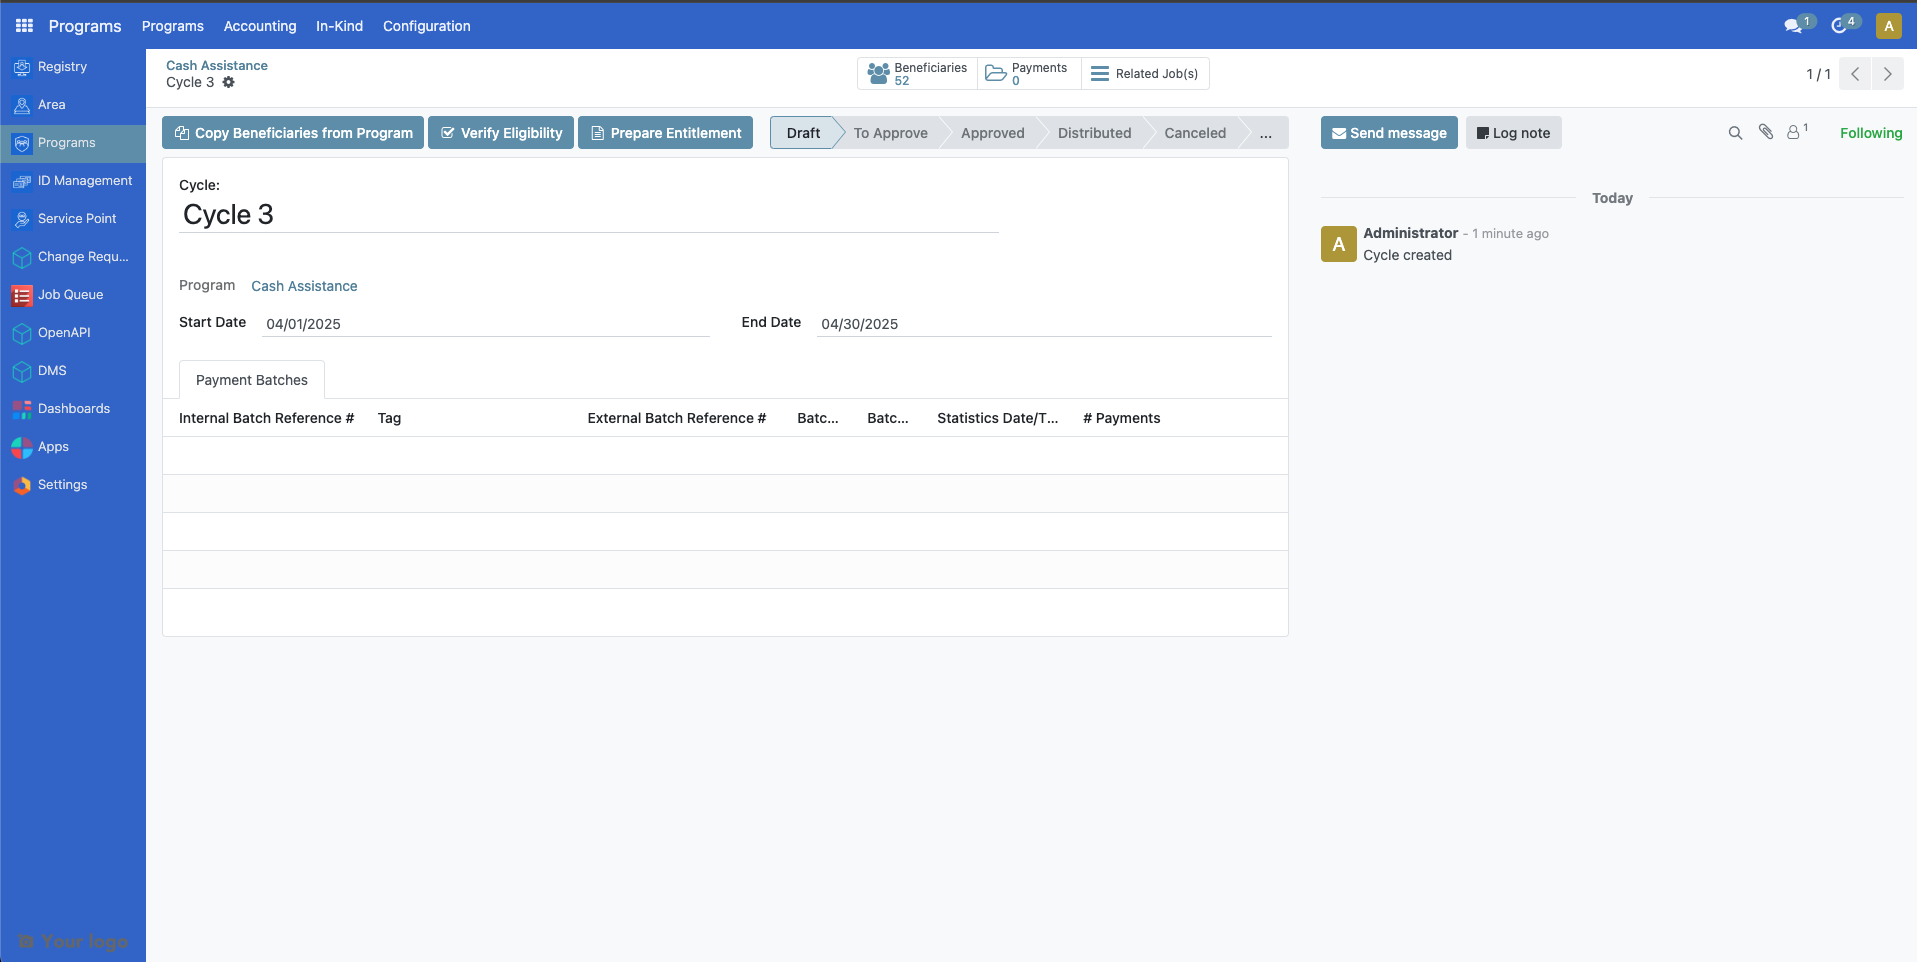 Programs Programs Accounting In-Kind Configuration 1 4 A
Registry
Area
Programs
ID Management
Service Point
Change Requ...
Job Queue
OpenAPI
DMS
Dashboards
Apps
Settings
Your logo
Cash Assistance
Cycle 3
Beneficiaries
52
Payments
0
Related Job(s)
1 / 1
Copy Beneficiaries from Program Verify Eligibility Prepare Entitlement Draft To Approve Approved Distributed Canceled ...
Cycle:
Cycle 3
Program Cash Assistance
Start Date 04/01/2025 End Date 04/30/2025
Payment Batches
Internal Batch Reference # Tag External Batch Reference # Batc... Batc... Statistics Date/T... # Payments
Send message Log note 1 Following
Today
A
Administrator - 1 minute ago
Cycle created